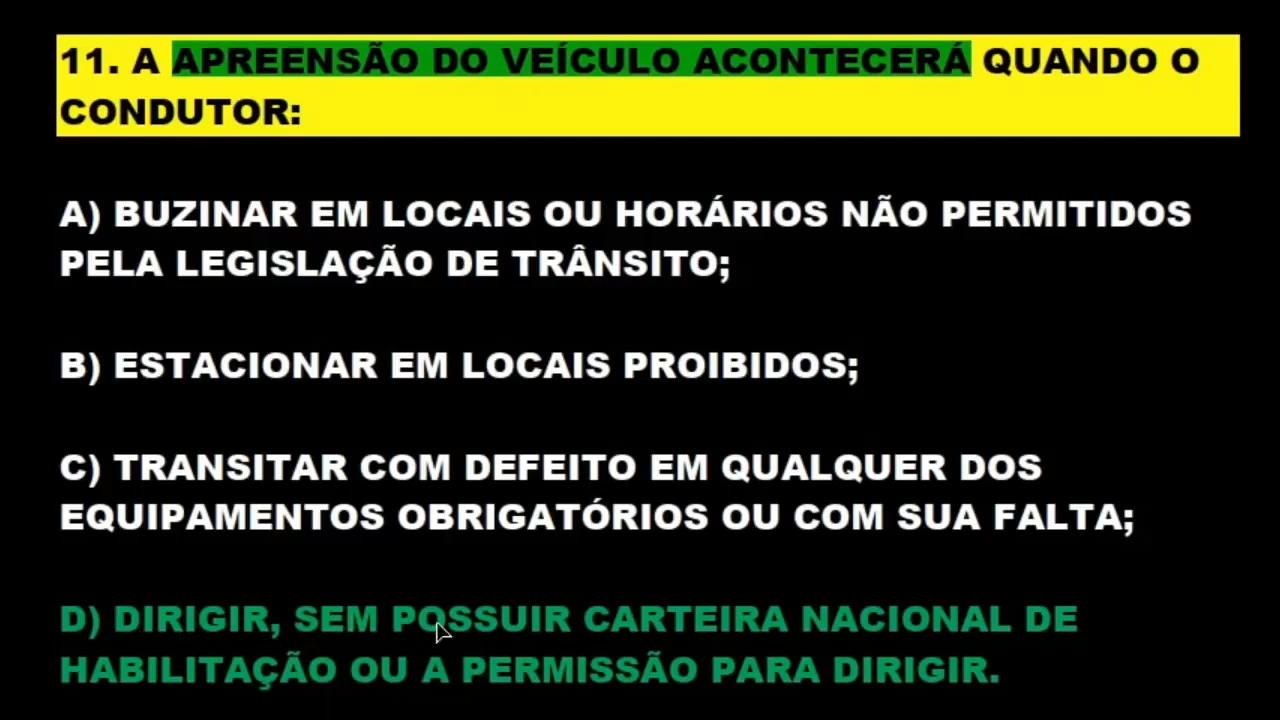 11. A APREENSÃO DO VEÍCULO ACONTECERÁ QUANDO O
CONDUTOR:
A) BUZINAR EM LOCAIS OU HORÁRIOS NÃO PERMITIDOS
PELA LEGISLAÇÃO DE TRÂNSITO;
B) ESTACIONAR EM LOCAIS PROIBIDOS;
C) TRANSITAR COM DEFEITO EM QUALQUER DOS
EQUIPAMENTOS OBRIGATÓRIOS OU COM SUA FALTA;
D) DIRIGIR, SEM POSSUIR CARTEIRA NACIONAL DE
HABILITAÇÃO OU A PERMISSÃO PARA DIRIGIR.